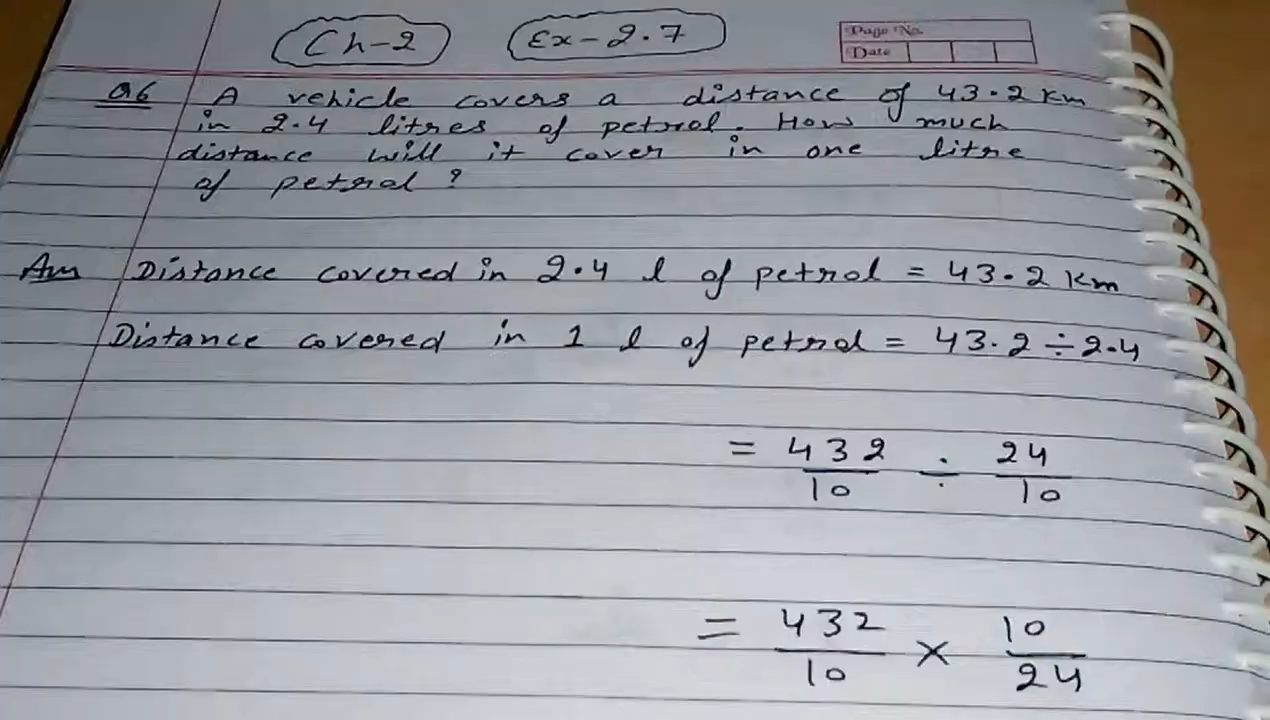 Ch-2 Ex-2.7
Page No.
Date
Q6 A vehicle covers a distance of 43.2 Km
in 2.4 litres of petrol. How much
distance will it cover in one litre
of petrol?
Ans Distance covered in 2.4 l of petrol = 43.2 Km
Distance covered in 1 l of petrol = 43.2 ÷ 2.4
= 432/10 ÷ 24/10
= 432/10 × 10/24